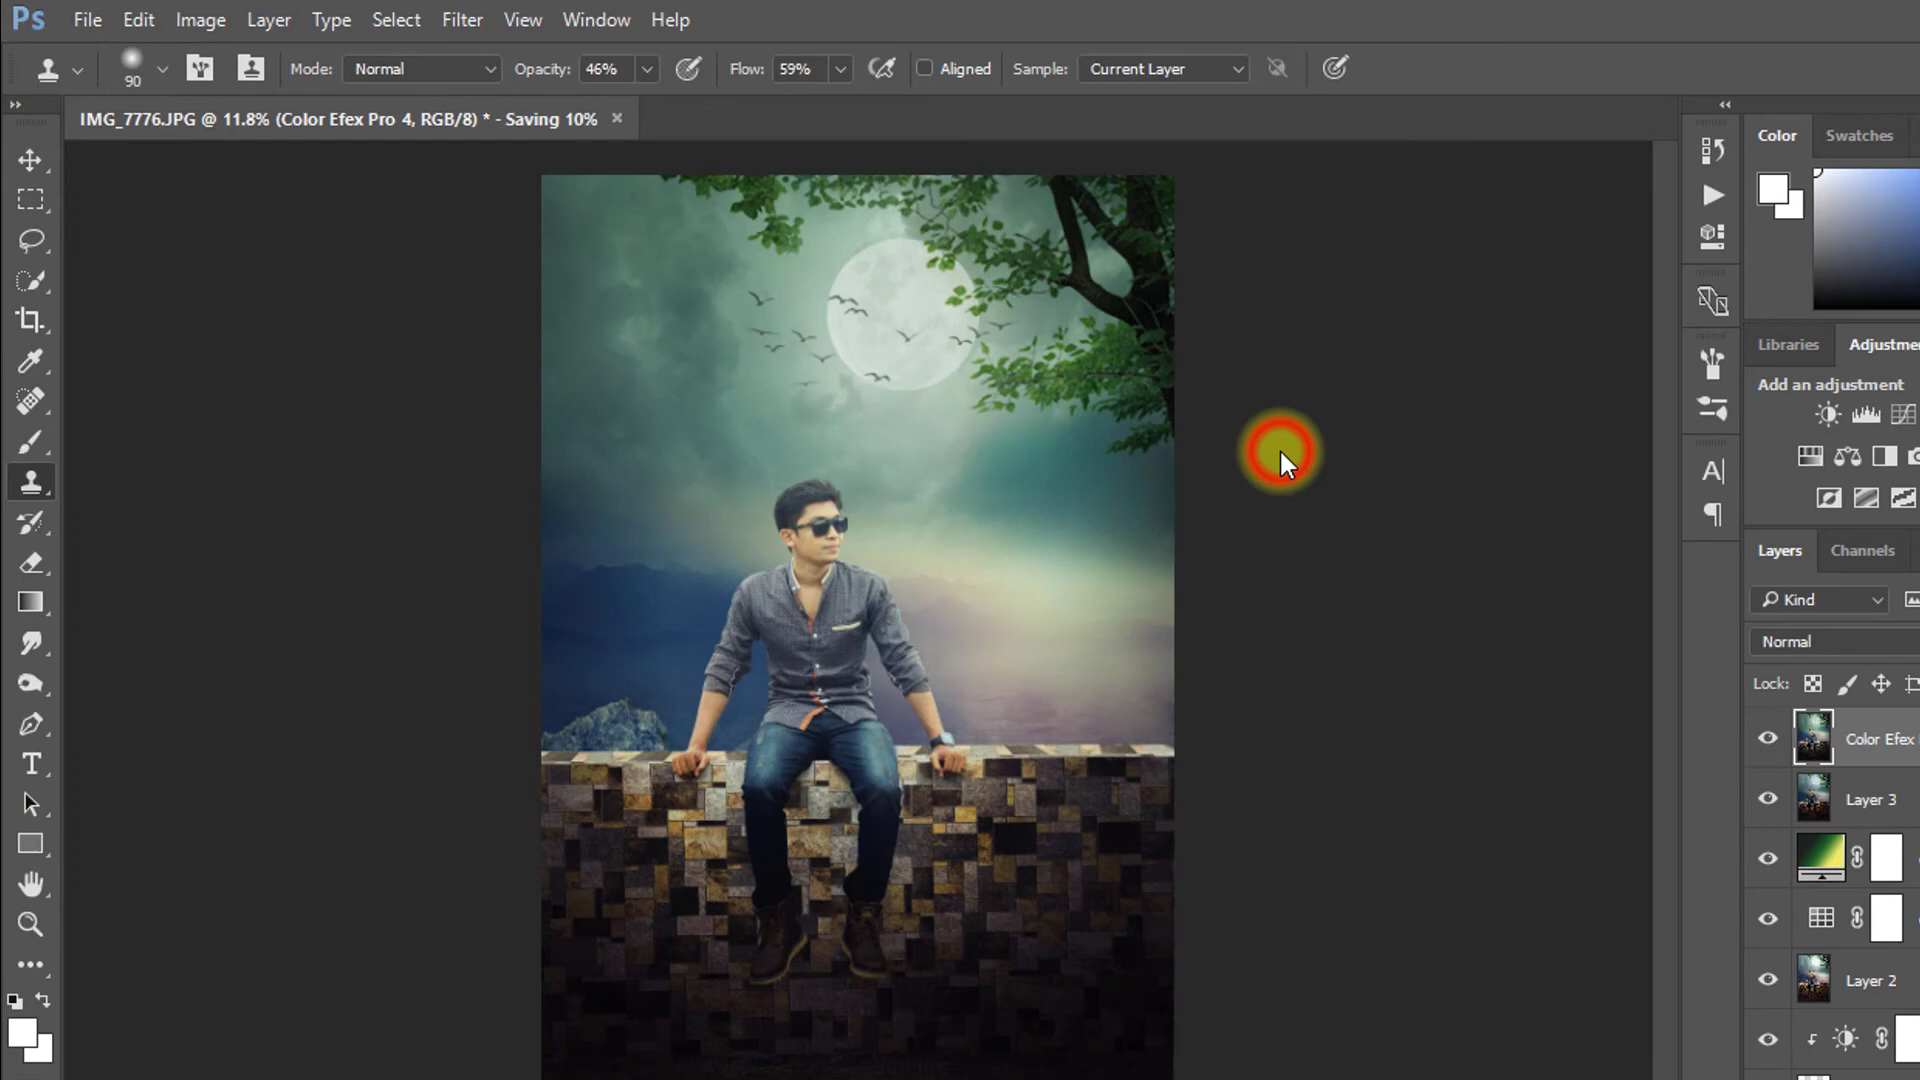 Ps File Edit Image Layer Type Select Filter View Window Help
90 Mode: Normal Opacity: 46% Flow: 59% Aligned Sample: Current Layer
IMG_7776.JPG @ 11.8% (Color Efex Pro 4, RGB/8) * - Saving 10%
Color Swatches
Libraries Adjustme
Add an adjustment
Layers Channels
Kind
Normal
Lock:
Color Efex
Layer 3
Layer 2